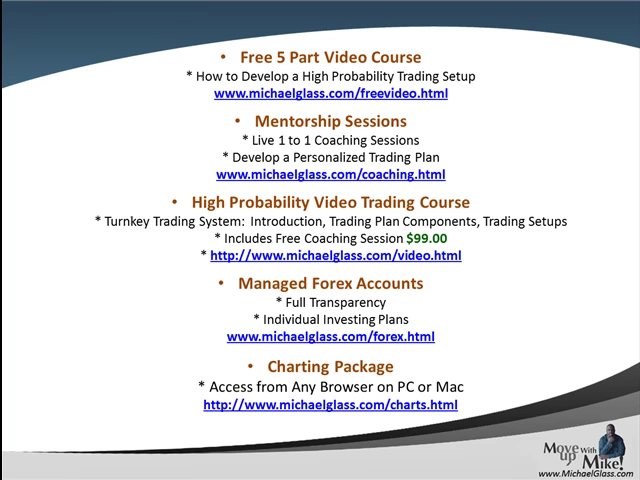 • Free 5 Part Video Course
* How to Develop a High Probability Trading Setup
www.michaelglass.com/freevideo.html
• Mentorship Sessions
* Live 1 to 1 Coaching Sessions
* Develop a Personalized Trading Plan
www.michaelglass.com/coaching.html
• High Probability Video Trading Course
* Turnkey Trading System: Introduction, Trading Plan Components, Trading Setups
* Includes Free Coaching Session $99.00
* http://www.michaelglass.com/video.html
• Managed Forex Accounts
* Full Transparency
* Individual Investing Plans
www.michaelglass.com/forex.html
• Charting Package
* Access from Any Browser on PC or Mac
http://www.michaelglass.com/charts.html
Move up With Mike!
www.MichaelGlass.com